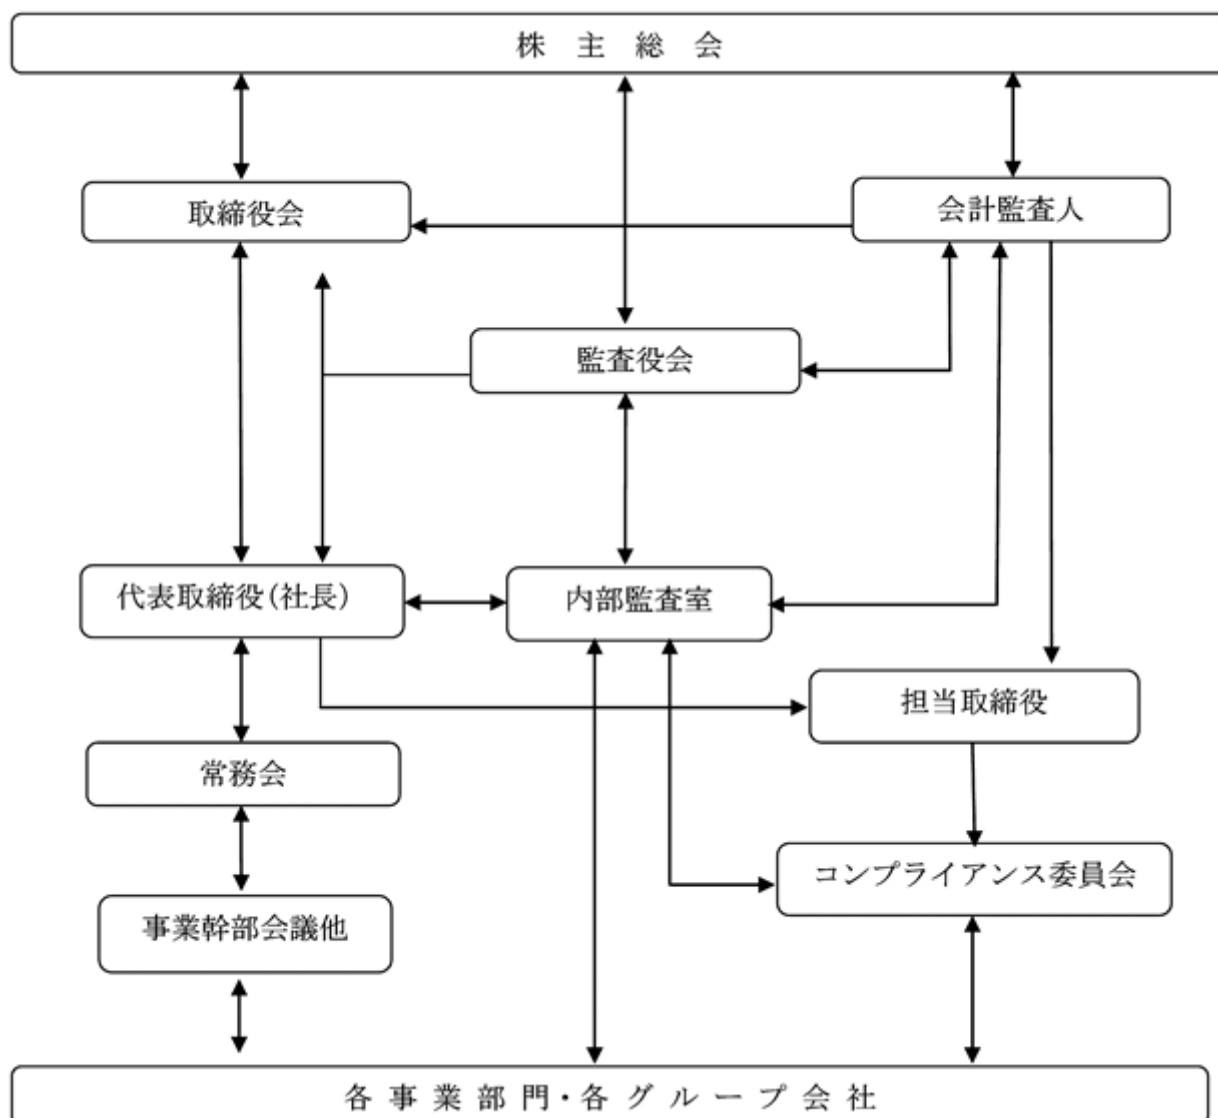 株主総会
取締役会
会計監査人
監査役会
代表取締役(社長)
内部監査室
担当取締役
常務会
コンプライアンス委員会
事業幹部会議他
各事業部門・各グループ会社